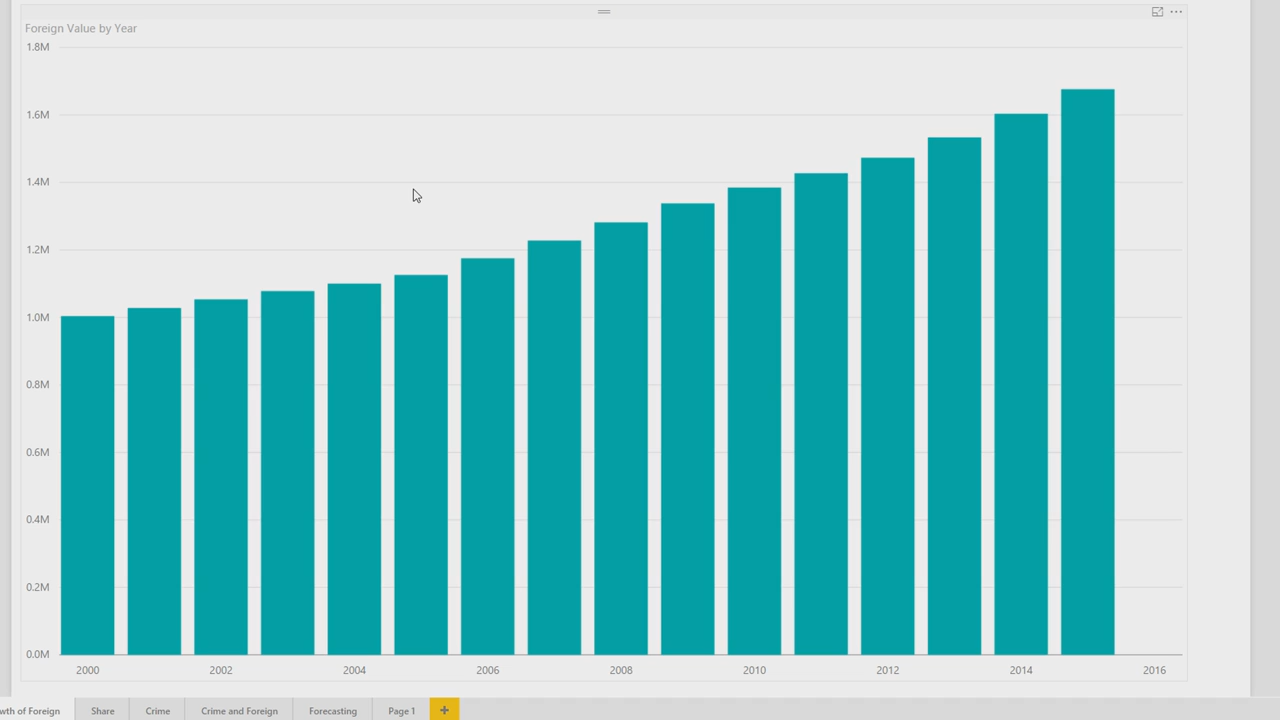 Foreign Value by Year
1.8M
1.6M
1.4M
1.2M
1.0M
0.8M
0.6M
0.4M
0.2M
0.0M
2000 2002 2004 2006 2008 2010 2012 2014 2016
wth of Foreign Share Crime Crime and Foreign Forecasting Page 1 +